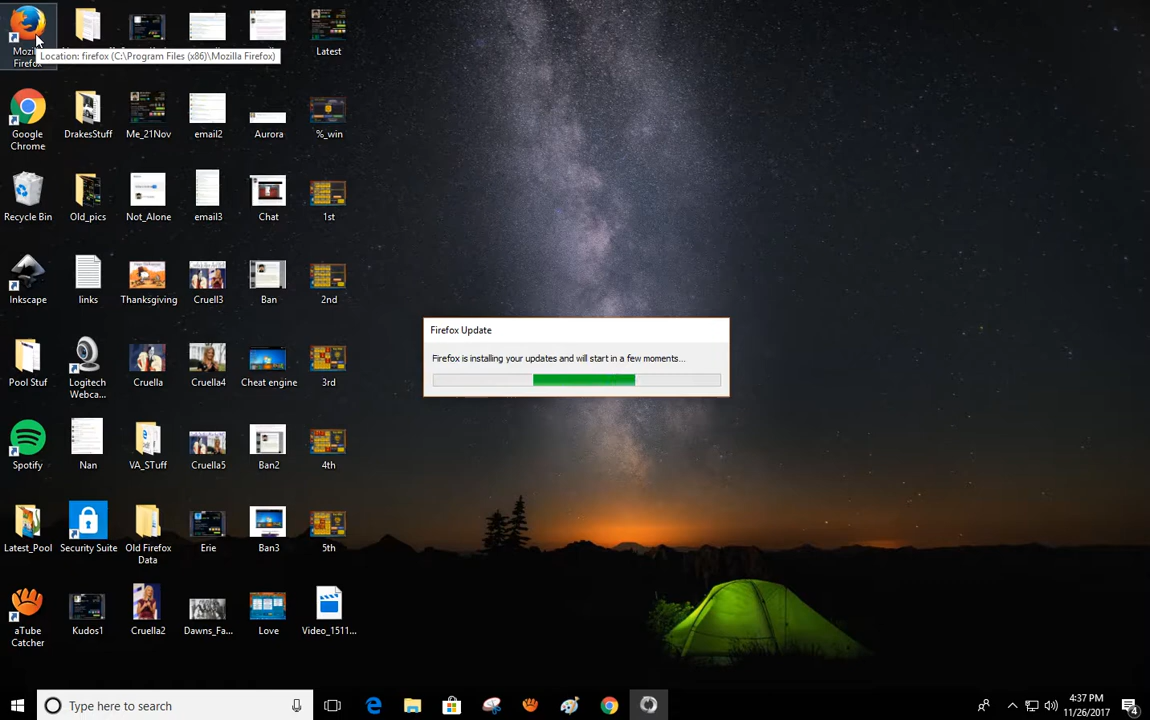 Mozi
Firefox
Location: firefox (C:\Program Files (x86)\Mozilla Firefox)
Latest
Google
Chrome
DrakesStuff
Me_21Nov
email2
Aurora
%_win
Recycle Bin
Old_pics
Not_Alone
email3
Chat
1st
Inkscape
links
Thanksgiving
Cruell3
Ban
2nd
Firefox Update
Firefox is installing your updates and will start in a few moments...
Pool Stuf
Logitech
Webca...
Cruella
Cruella4
Cheat engine
3rd
Spotify
Nan
VA_STuff
Cruella5
Ban2
4th
Latest_Pool
Security Suite
Old Firefox
Data
Erie
Ban3
5th
aTube
Catcher
Kudos1
Cruella2
Dawns_Fa...
Love
Video_1511...
Type here to search
4:37 PM
11/26/2017
4